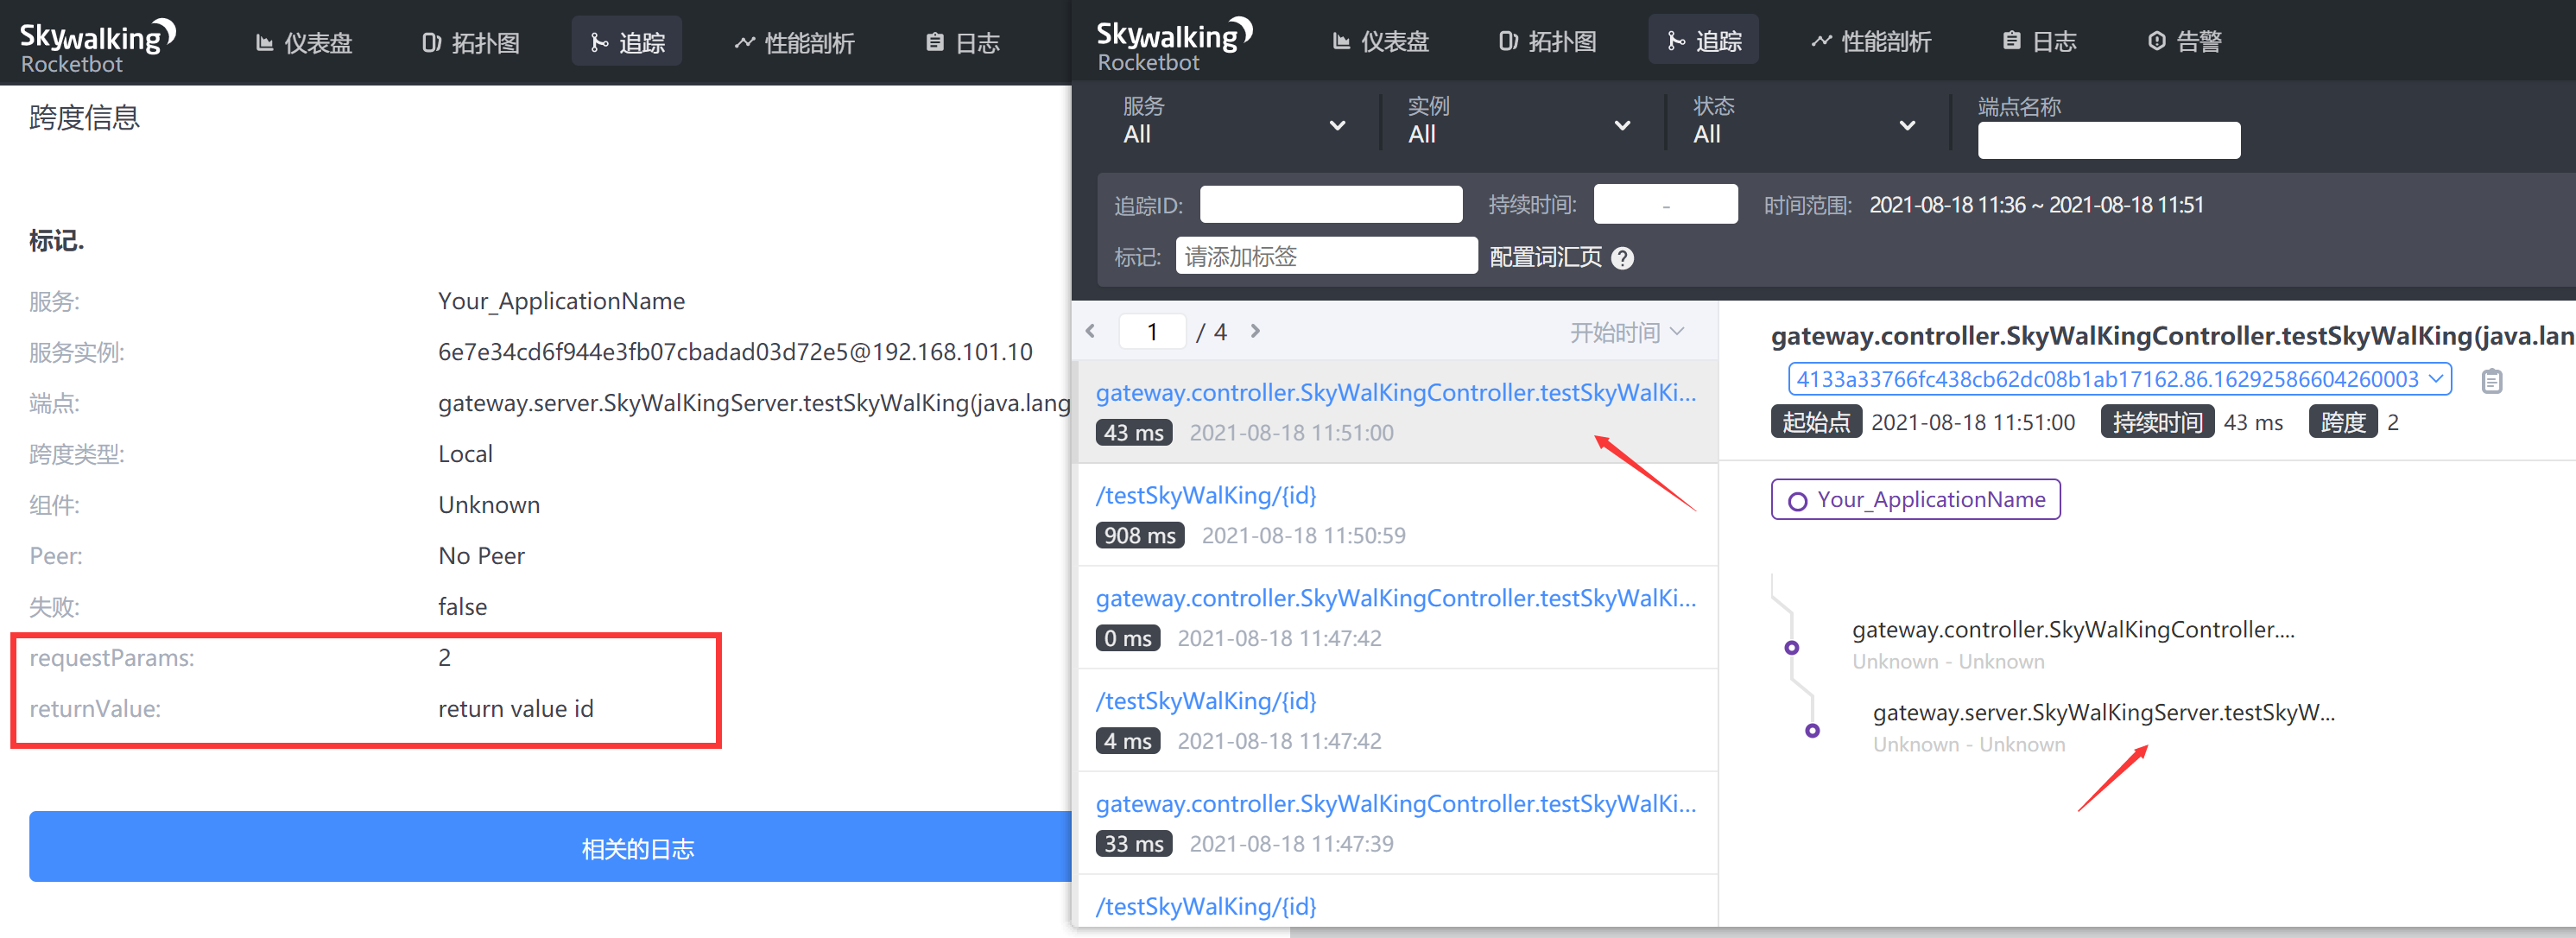 Skywalking
Rocketbot
仪表盘
拓扑图
追踪
性能剖析
日志
跨度信息
标记.
服务: Your_ApplicationName
服务实例: 6e7e34cd6f944e3fb07cbadad03d72e5@192.168.101.10
端点: gateway.server.SkyWalKingServer.testSkyWalKing(java.lang
跨度类型: Local
组件: Unknown
Peer: No Peer
失败: false
requestParams: 2
returnValue: return value id
相关的日志
Skywalking
Rocketbot
仪表盘
拓扑图
追踪
性能剖析
日志
告警
服务
All
实例
All
状态
All
端点名称
追踪ID:
持续时间: -
时间范围: 2021-08-18 11:36 ~ 2021-08-18 11:51
标记: 请添加标签 配置词汇页 ?
1 / 4
开始时间
gateway.controller.SkyWalKingController.testSkyWalKi...
43 ms 2021-08-18 11:51:00
/testSkyWalKing/{id}
908 ms 2021-08-18 11:50:59
gateway.controller.SkyWalKingController.testSkyWalKi...
0 ms 2021-08-18 11:47:42
/testSkyWalKing/{id}
4 ms 2021-08-18 11:47:42
gateway.controller.SkyWalKingController.testSkyWalKi...
33 ms 2021-08-18 11:47:39
/testSkyWalKing/{id}
gateway.controller.SkyWalKingController.testSkyWalKing(java.lan
4133a33766fc438cb62dc08b1ab17162.86.16292586604260003
起始点 2021-08-18 11:51:00 持续时间 43 ms 跨度 2
Your_ApplicationName
gateway.controller.SkyWalKingController....
Unknown - Unknown
gateway.server.SkyWalKingServer.testSkyW...
Unknown - Unknown